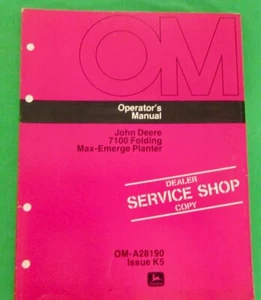 OM
Operator's
Manual
John Deere
7100 Folding
Max-Emerge Planter
DEALER
SERVICE SHOP
COPY
OM-A28190
Issue K5